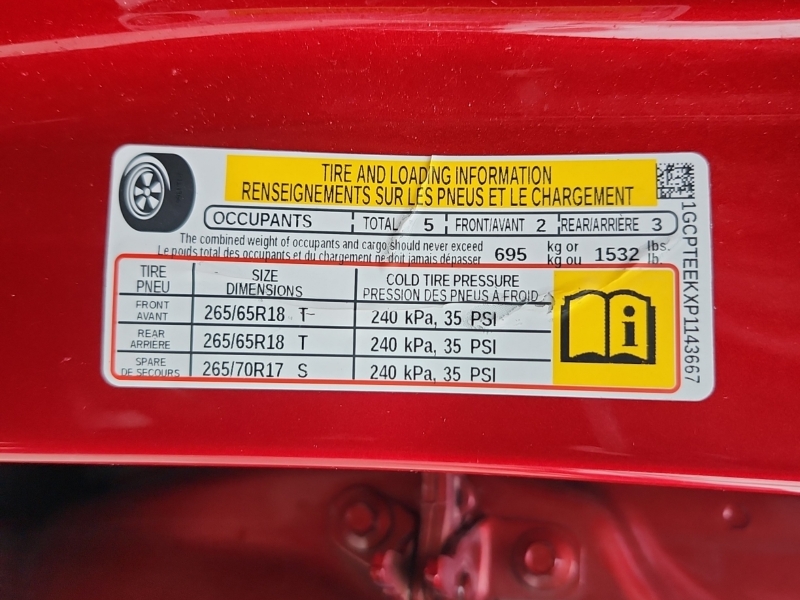 TIRE AND LOADING INFORMATION
RENSEIGNEMENTS SUR LES PNEUS ET LE CHARGEMENT
OCCUPANTS TOTAL 5 FRONT/AVANT 2 REAR/ARRIÈRE 3
The combined weight of occupants and cargo should never exceed
Le poids total des occupants et du chargement ne doit jamais dépasser
695 kg or kg ou 1532 lbs. lb.
TIRE PNEU SIZE DIMENSIONS COLD TIRE PRESSURE PRESSION DES PNEUS A FROID
FRONT AVANT 265/65R18 T 240 kPa, 35 PSI
REAR ARRIÈRE 265/65R18 T 240 kPa, 35 PSI
SPARE DE SECOURS 265/70R17 S 240 kPa, 35 PSI
i
1GCPTEEKXP1143667